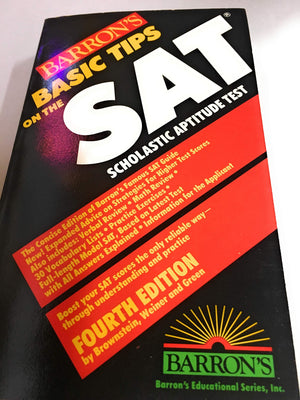 BARRON'S
BASIC TIPS
ON THE
SAT®
SCHOLASTIC APTITUDE TEST
The Concise Edition of Barron's Famous SAT Guide
New! Expanded Advice on Strategies For Higher Test Scores
Also includes: Verbal Review • Math Review •
30 Vocabulary Lists • Practice Exercises •
Full-length Model SAT, Based on Latest Test
with All Answers Explained • Information for the Applicant
Boost your SAT scores the only reliable way—
through understanding and practice
FOURTH EDITION
by Brownstein, Weiner and Green
BARRON'S
Barron's Educational Series, Inc.